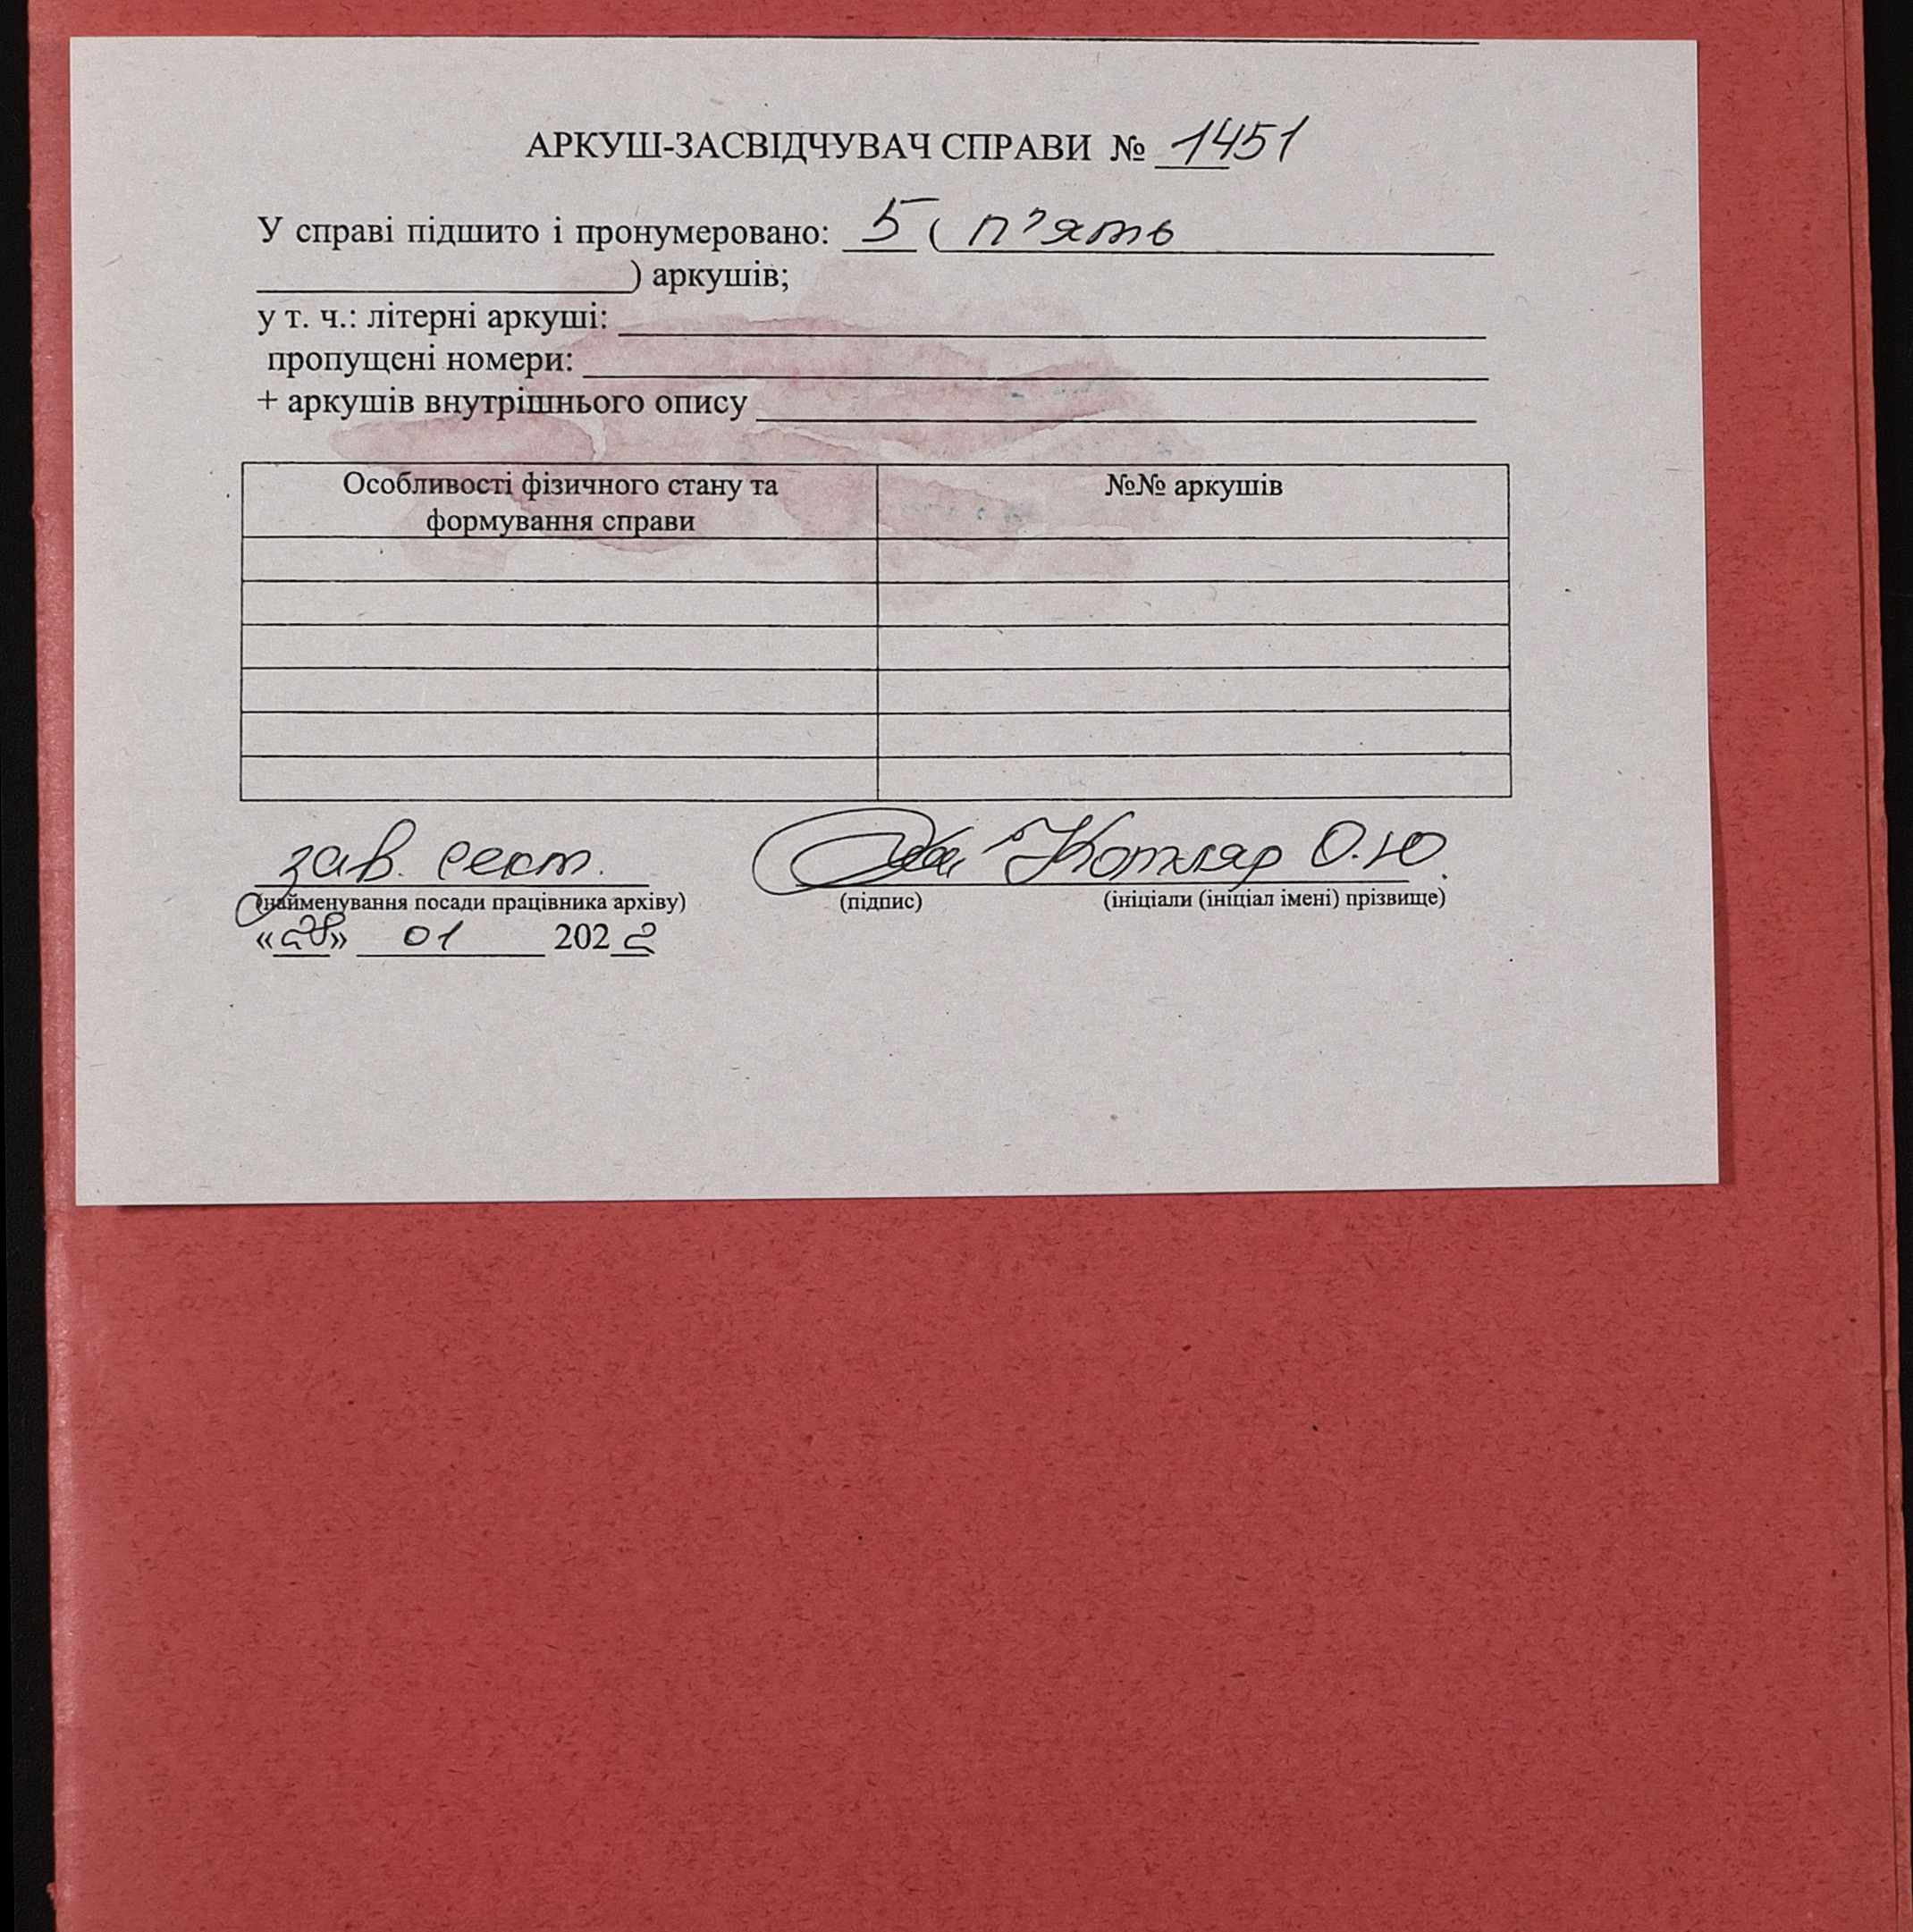 АРКУШ-ЗАСВІДЧУВАЧ СПРАВИ № 1451
У справі підшито і пронумеровано: 5 ( п'ять
) аркушів;
у т. ч.: літерні аркуші:
пропущені номери:
+ аркушів внутрішнього опису
Особливості фізичного стану та формування справи
№№ аркушів
зав. сект. Котляр О.Ю.
(найменування посади працівника архіву) (підпис) (ініціали (ініціал імені) прізвище)
«28» 01 2022